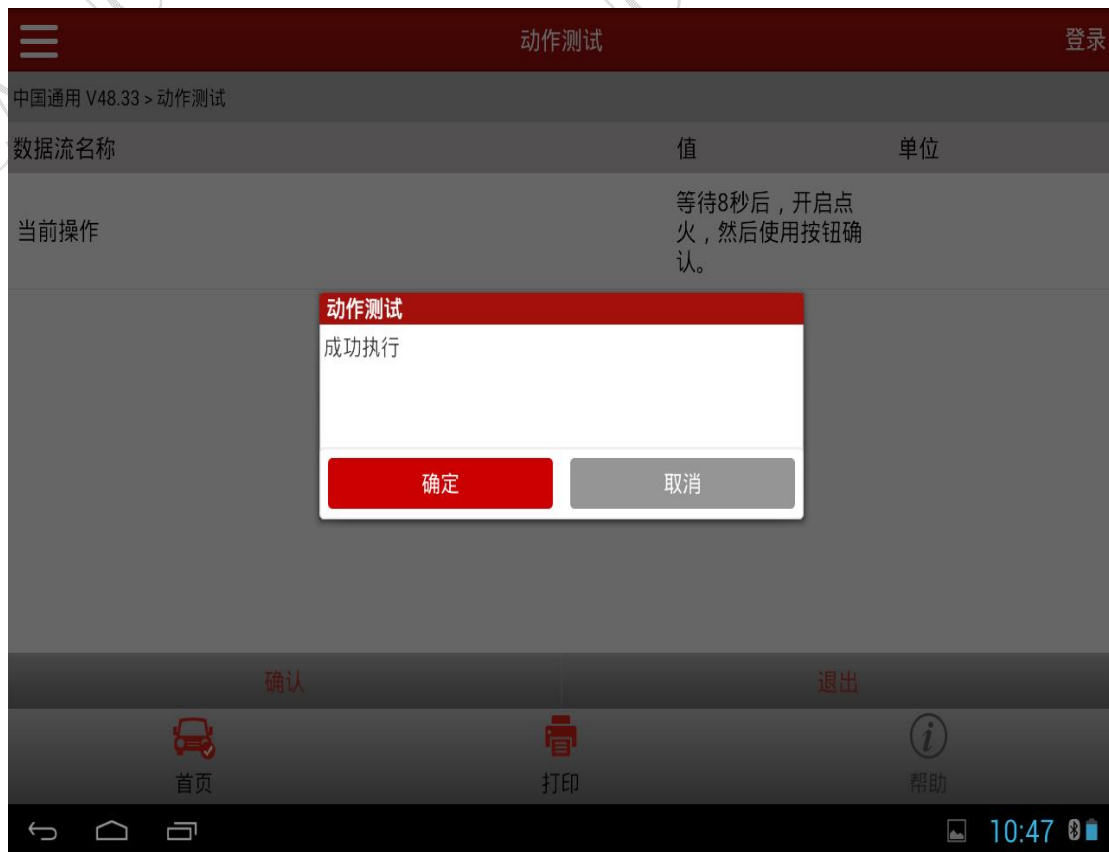 动作测试
登录
中国通用 V48.33 > 动作测试
数据流名称 值 单位
当前操作
等待8秒后，开启点
火，然后使用按钮确
认。
动作测试
成功执行
确定 取消
确认 退出
首页 打印 帮助
10:47